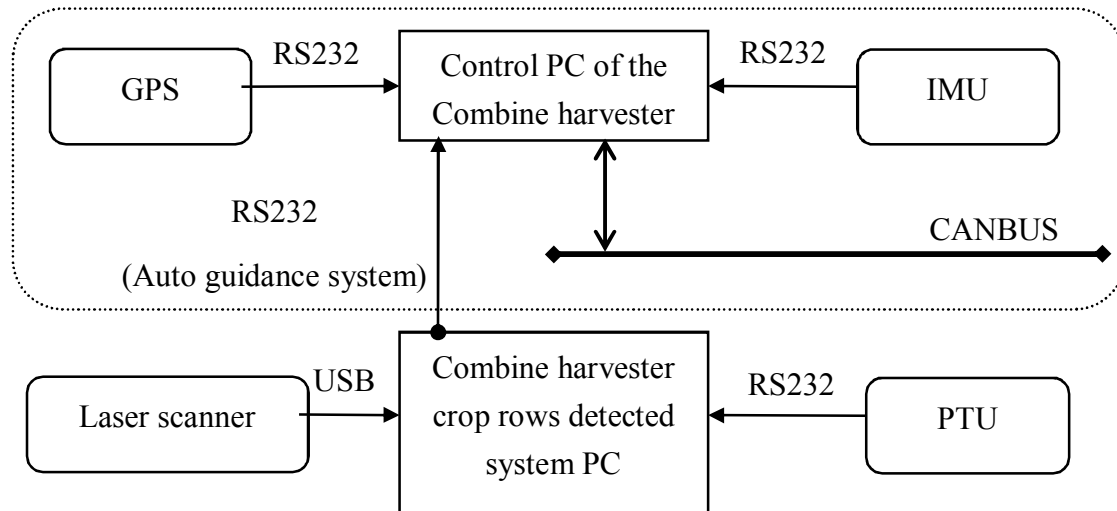 RS232
RS232
GPS
Control PC of the
Combine harvester
IMU
RS232
CANBUS
(Auto guidance system)
USB
RS232
Laser scanner
Combine harvester
crop rows detected
system PC
PTU